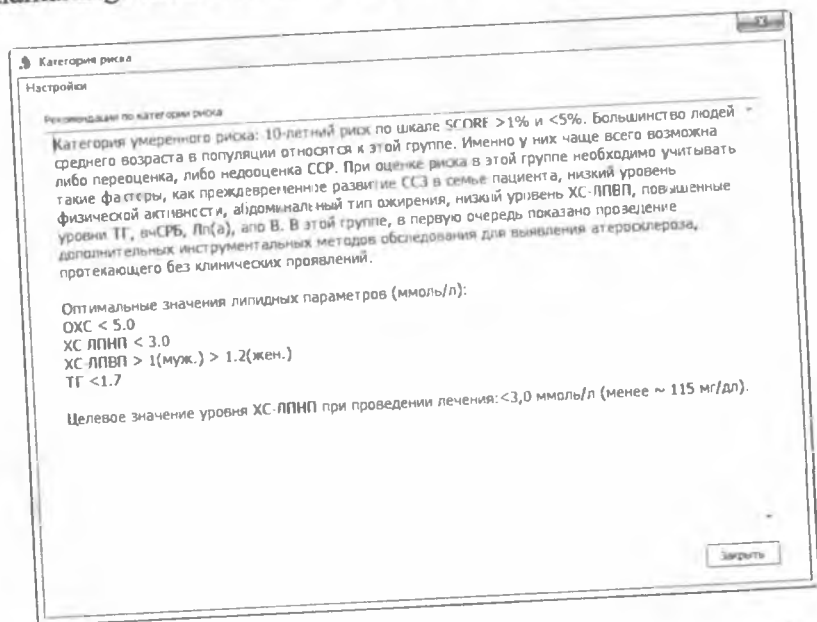 Категория риска
Настройки
Рекомендации по категории риска
Категория умеренного риска: 10-летний риск по шкале SCORE >1% и <5%. Большинство людей
среднего возраста в популяции относятся к этой группе. Именно у них чаще всего возможна
либо переоценка, либо недооценка ССР. При оценке риска в этой группе необходимо учитывать
такие факторы, как преждевременное развитие ССЗ в семье пациента, низкий уровень
физической активности, абдоминальный тип ожирения, низкий уровень ХС-ЛПВП, повышенные
уровни ТГ, вчСРБ, Лп(а), апо В. В этой группе, в первую очередь показано проведение
дополнительных инструментальных методов обследования для выявления атеросклероза,
протекающего без клинических проявлений.
Оптимальные значения липидных параметров (ммоль/л):
ОХС < 5.0
ХС ЛПНП < 3.0
ХС-ЛПВП > 1(муж.) > 1.2(жен.)
ТГ <1.7
Целевое значение уровня ХС-ЛПНП при проведении лечения:<3,0 ммоль/л (менее ~ 115 мг/дл).
Закрыть